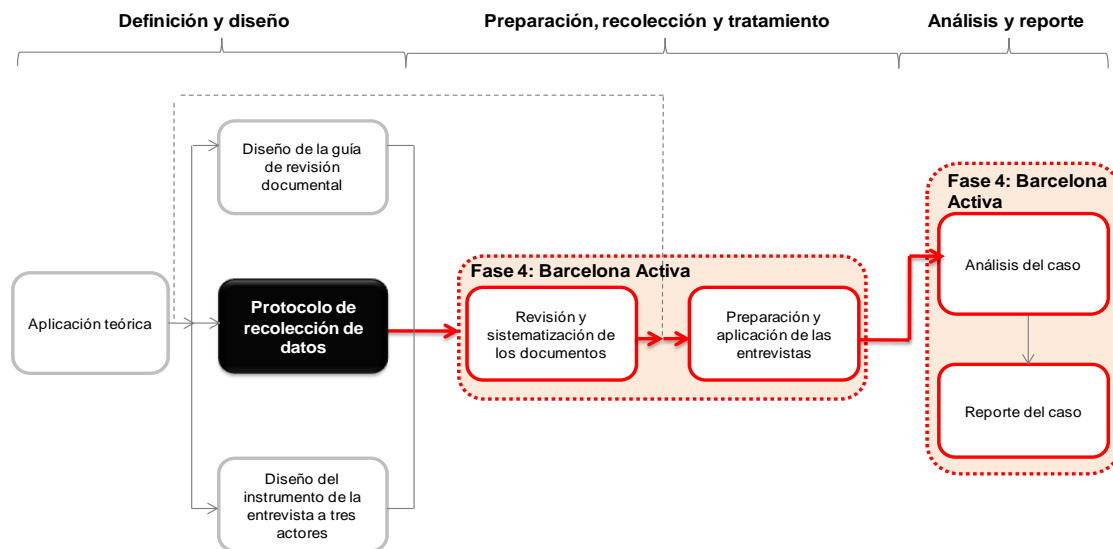 Definición y diseño
Preparación, recolección y tratamiento
Análisis y reporte
Diseño de la guía
de revisión
documental
Aplicación teórica
Protocolo de
recolección de
datos
Diseño del
instrumento de la
entrevista a tres
actores
Fase 4: Barcelona Activa
Revisión y
sistematización de
los documentos
Preparación y
aplicación de las
entrevistas
Fase 4: Barcelona
Activa
Análisis del caso
Reporte del caso